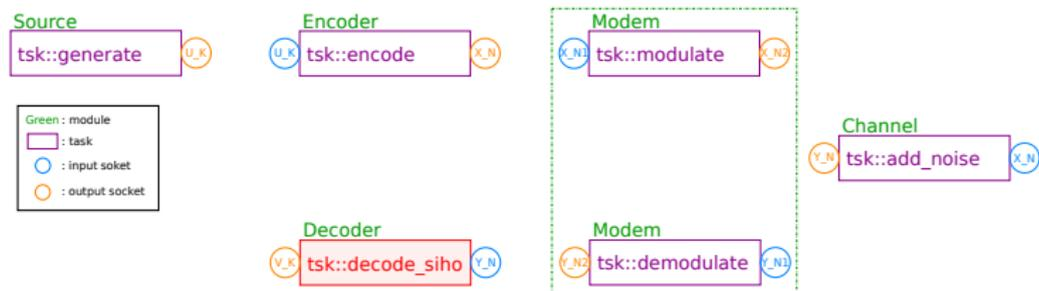 Source
tsk::generate
U_K
Encoder
U_K
tsk::encode
X_N
Modem
X_N1
tsk::modulate
X_N2
Green : module
: task
: input soket
: output socket
Channel
Y_N
tsk::add_noise
X_N
Decoder
V_K
tsk::decode_siho
Y_N
Modem
Y_N2
tsk::demodulate
Y_N1